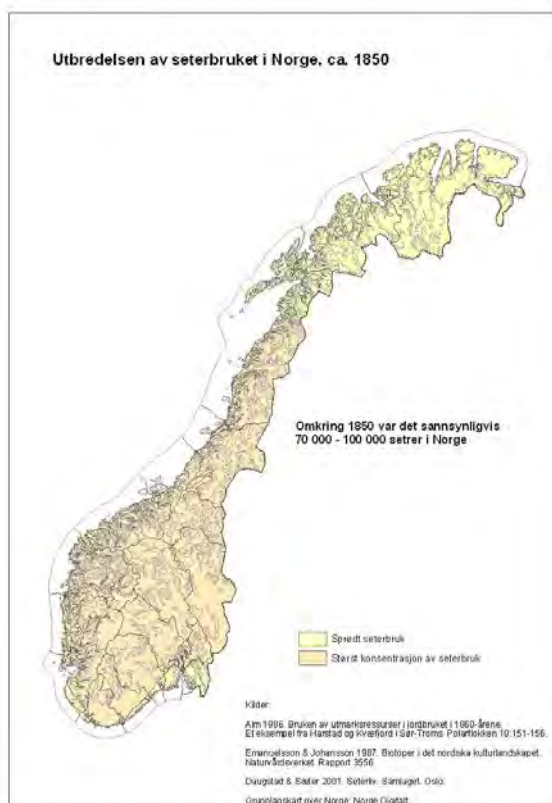 Utbredelsen av seterbruket i Norge, ca. 1850
Omkring 1850 var det sannsynligvis
70 000 - 100 000 setrer i Norge
Spredt seterbruk
Størst konsentrasjon av seterbruk
Kilder:
Alm 1986. Bruken av utmarksressurser i jordbruket i 1860-årene.
Et eksempel fra Harstad og Kvæfjord i Sør-Troms. Polarflokken 10:151-156.
Emanuelsson & Johansson 1987. Biotoper i det nordiska kulturlandskapet.
Naturvårdsverket. Rapport 3556
Daugstad & Sæter 2001. Seterliv. Samlaget. Oslo.
Grunnlagskart over Norge: Norge Digitalt